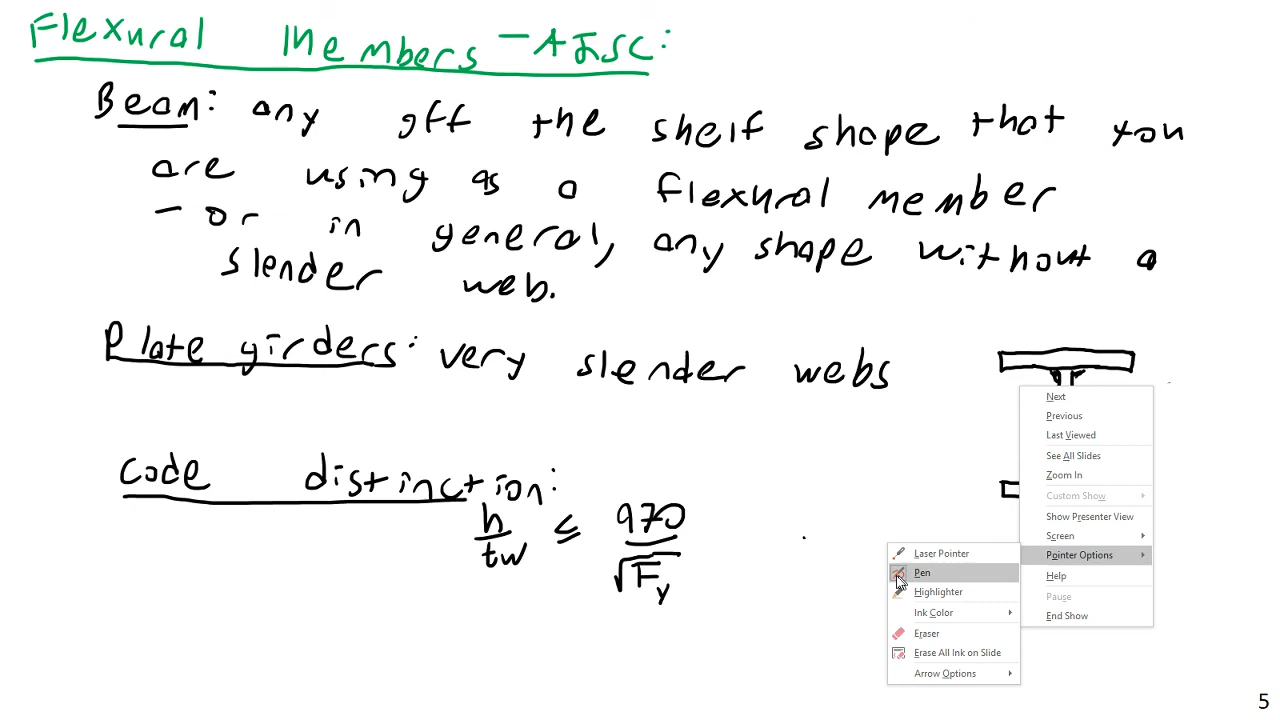 Flexural Members - AISC:
Beam: any off the shelf shape that you
are using as a flexural member
- or in general, any shape without a
slender web.
Plate girders: very slender webs
code distinction:
h/tw ≤ 970/√Fy
Next
Previous
Last Viewed
See All Slides
Zoom In
Custom Show
Show Presenter View
Screen
Pointer Options
Help
Pause
End Show
Laser Pointer
Pen
Highlighter
Ink Color
Eraser
Erase All Ink on Slide
Arrow Options
5